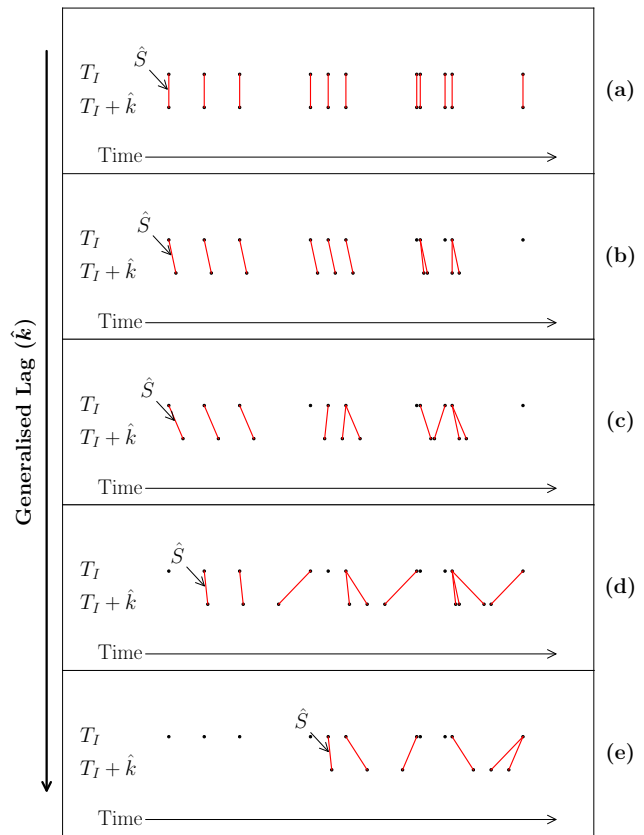 Generalised Lag (k̂)
Ŝ
T_I
T_I + k̂
Time
(a)
Ŝ
T_I
T_I + k̂
Time
(b)
Ŝ
T_I
T_I + k̂
Time
(c)
Ŝ
T_I
T_I + k̂
Time
(d)
Ŝ
T_I
T_I + k̂
Time
(e)